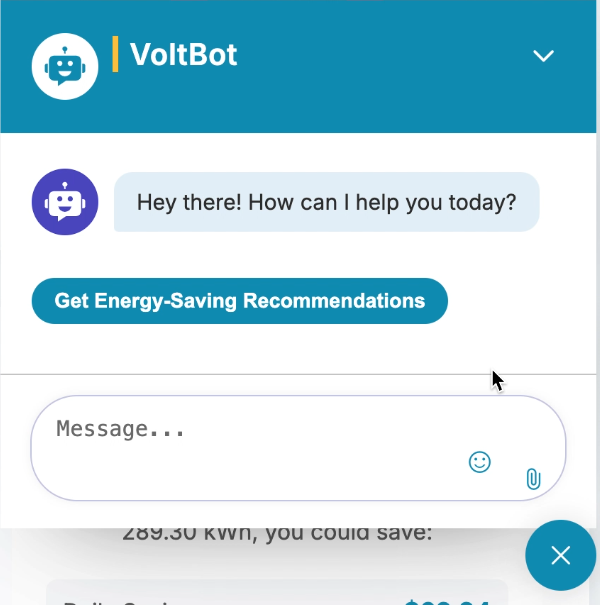 VoltBot
Hey there! How can I help you today?
Get Energy-Saving Recommendations
Message...
289.30 kWh, you could save: